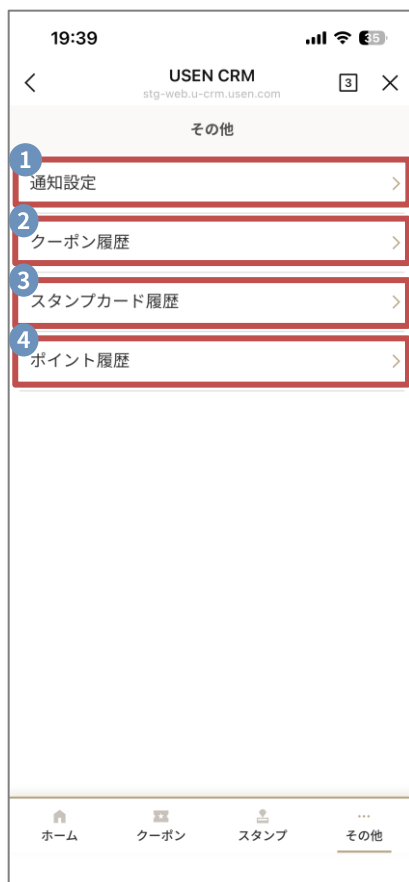 19:39
35
USEN CRM
3
stg-web.u-crm.usen.com
その他
1
通知設定
2
クーポン履歴
3
スタンプカード履歴
4
ポイント履歴
ホーム
クーポン
スタンプ
その他